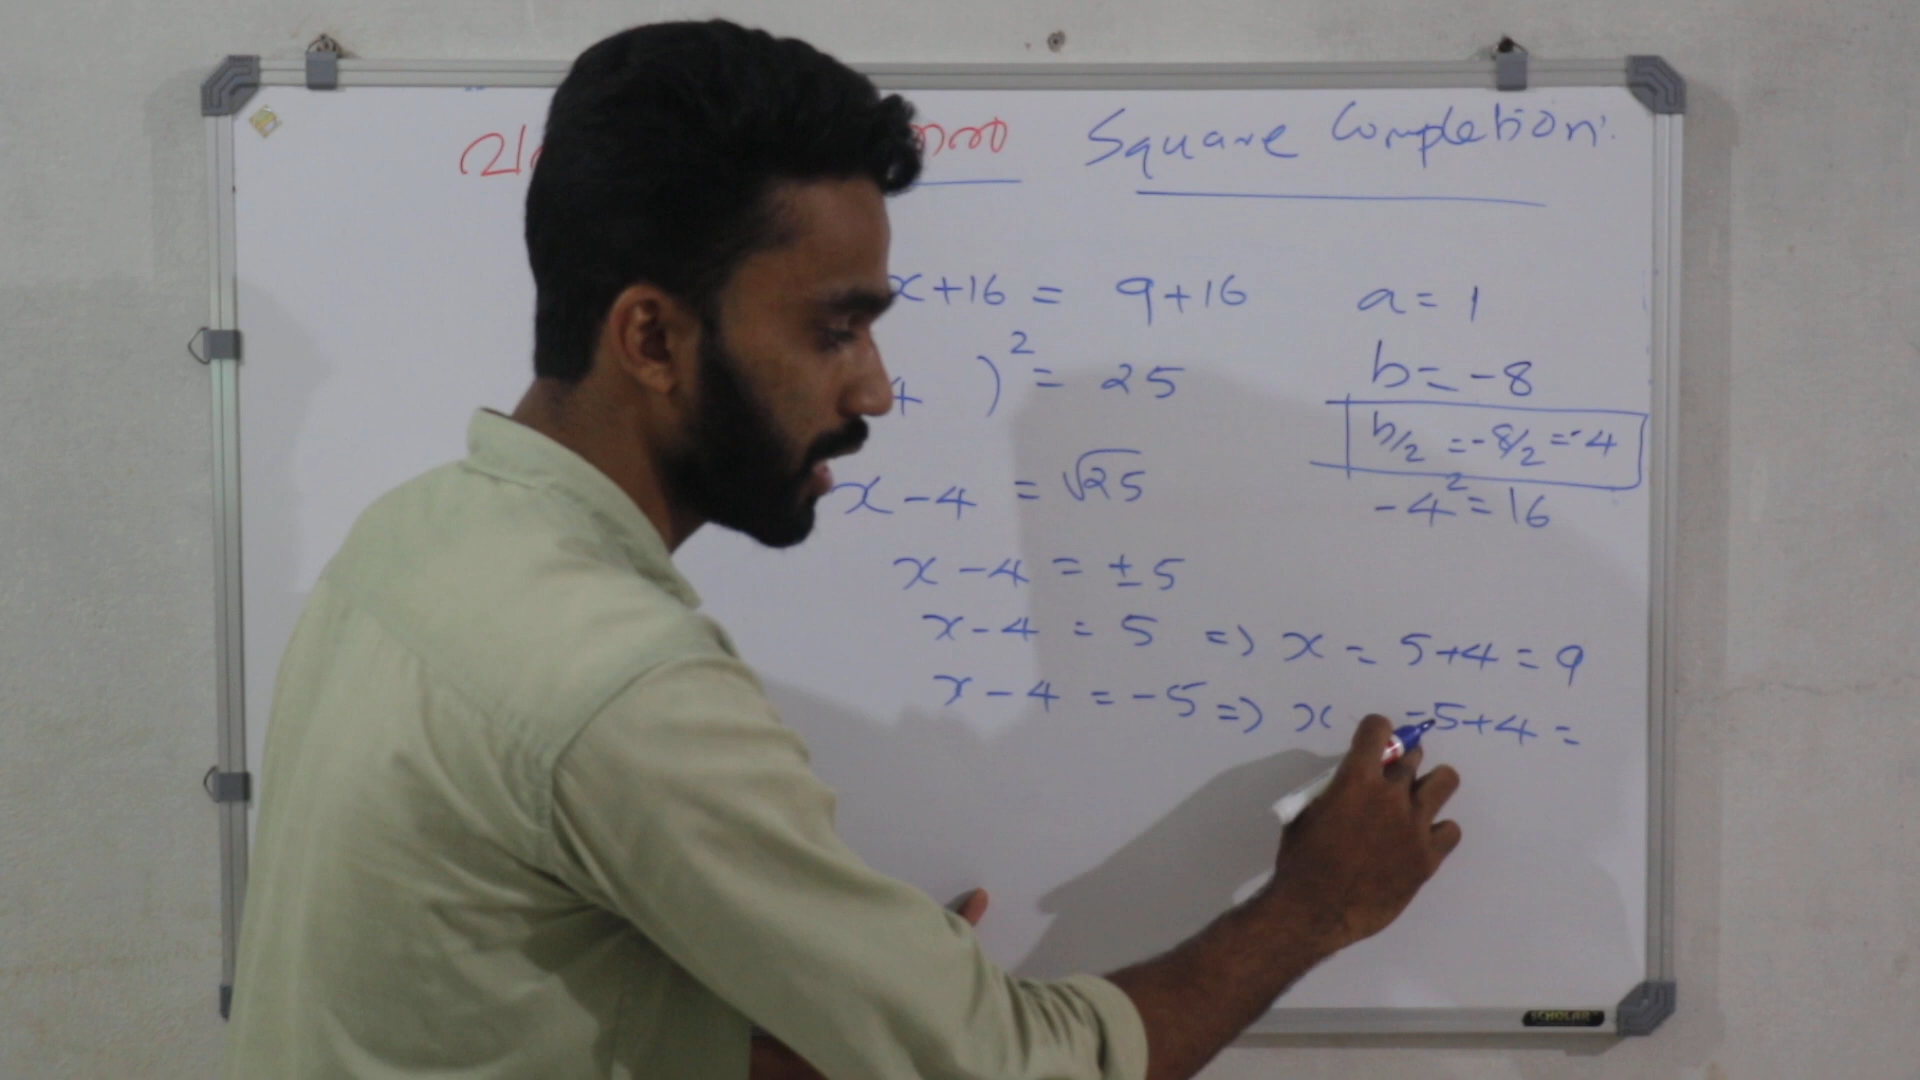 Square Completion
x+16 = 9+16
)² = 25
x-4 = √25
x-4 = ±5
x-4 = 5 => x = 5+4 = 9
x-4 = -5 => x -5+4 =
a = 1
b = -8
b/2 = -8/2 = -4
-4² = 16
SCHOLAR